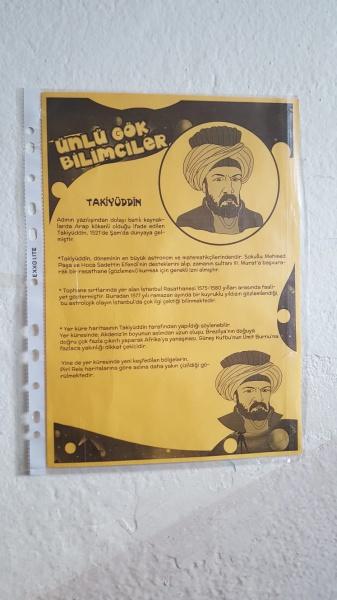 ÜNLÜ GÖK
BİLİMCİLER
TAKİYÜDDİN
Adının yazılışından dolayı batılı kaynak-
larda Arap kökenli olduğu ifade edilen
Takiyüddin, 1521'de Şam'da dünyaya gel-
miştir.
*Takiyüddin, döneminin en büyük astronom ve matematikçilerindendir. Sokullu Mehmed
Paşa ve Hoca Sadettin Efendi'nin desteklerini alıp, zamanın sultanı III. Murat'a başvura-
rak bir rasathane (gözlemevi) kurmak için gerekli izni almıştır.
* Tophane sırtlarında yer alan İstanbul Rasathanesi 1575-1580 yılları arasında faali-
yet göstermiştir. Buradan 1577 yılı ramazan ayında bir kuyruklu yıldızın gözlemlendiği,
bu astrolojik olayın İstanbul'da çok ilgi çektiği bilinmektedir.
* Yer küre haritasının Takiyüddin tarafından yapıldığı söylenebilir.
Yer küresinde; Akdeniz'in boyunun aslından uzun oluşu, Brezilya'nın doğuya
doğru çok fazla çıkıntı yaparak Afrika'ya yanaşması, Güney Kutbu'nun Ümit Burnu'na
fazlaca yakınlığı dikkat çekicidir.
Yine de yer küresinde yeni keşfedilen bölgelerin,
Piri Reis haritalarına göre aslına daha yakın çizildiği gö-
rülmektedir.
EXXO LITE